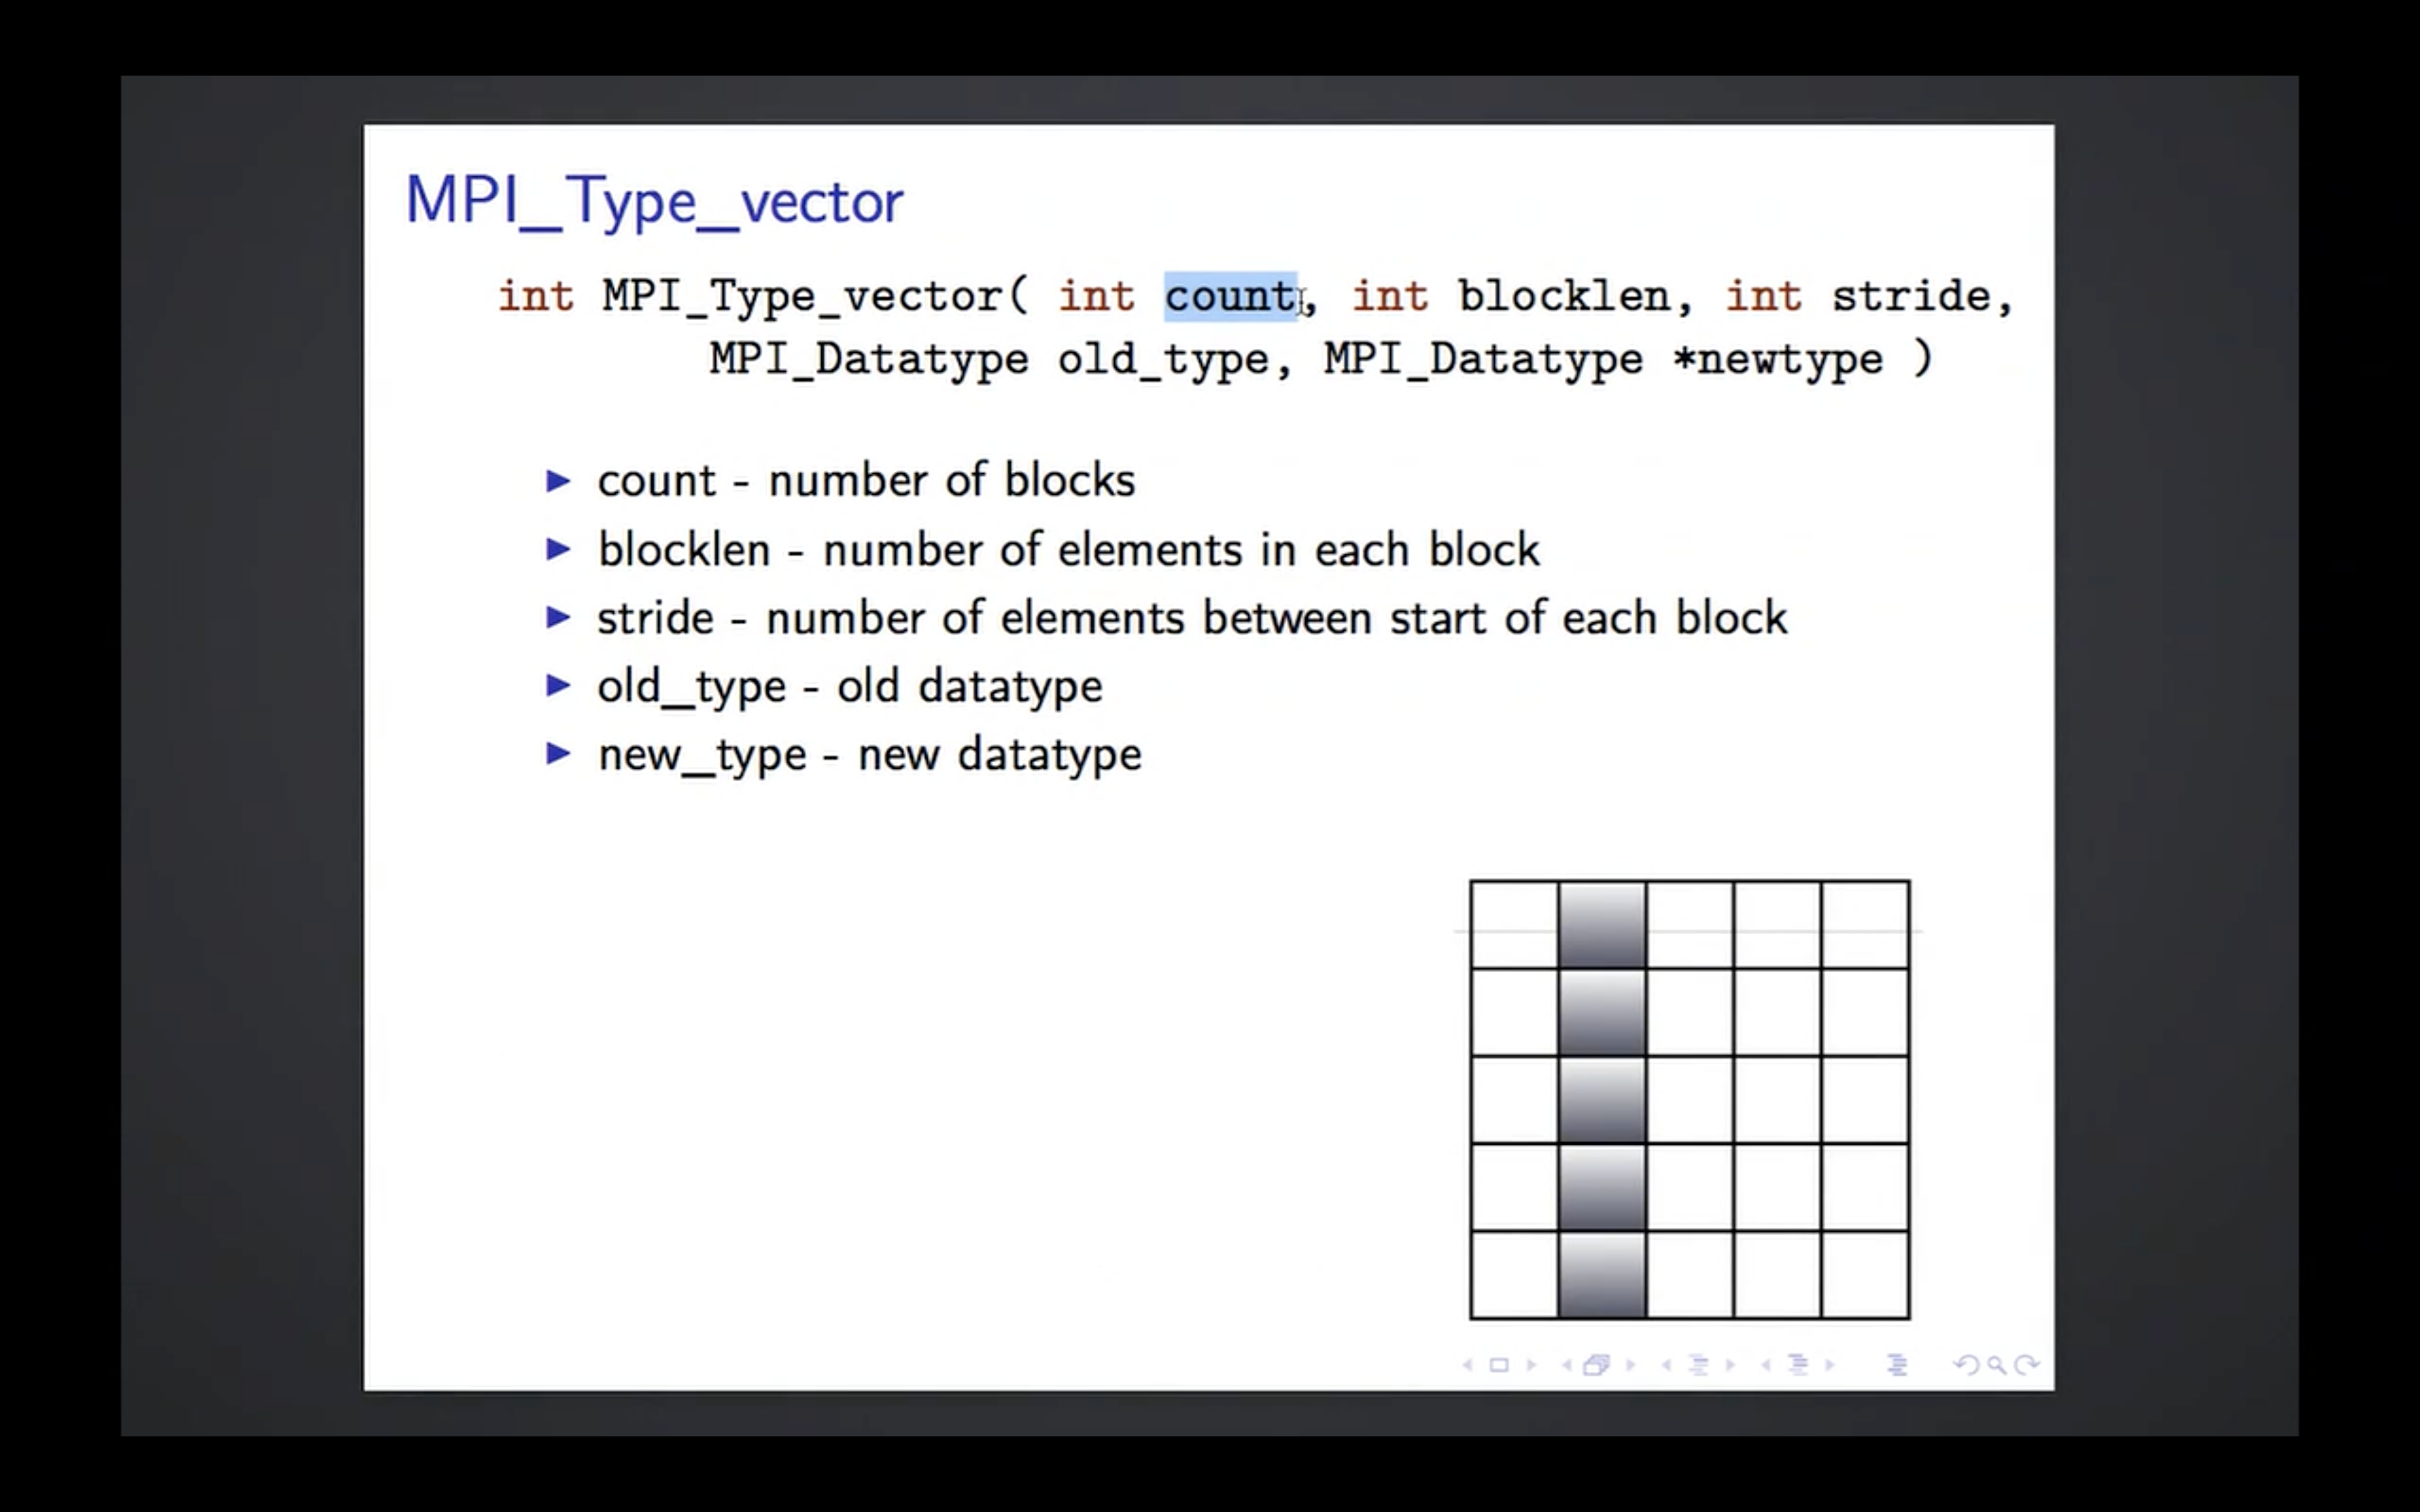 MPI_Type_vector
int MPI_Type_vector( int count, int blocklen, int stride,
MPI_Datatype old_type, MPI_Datatype *newtype )
► count - number of blocks
► blocklen - number of elements in each block
► stride - number of elements between start of each block
► old_type - old datatype
► new_type - new datatype